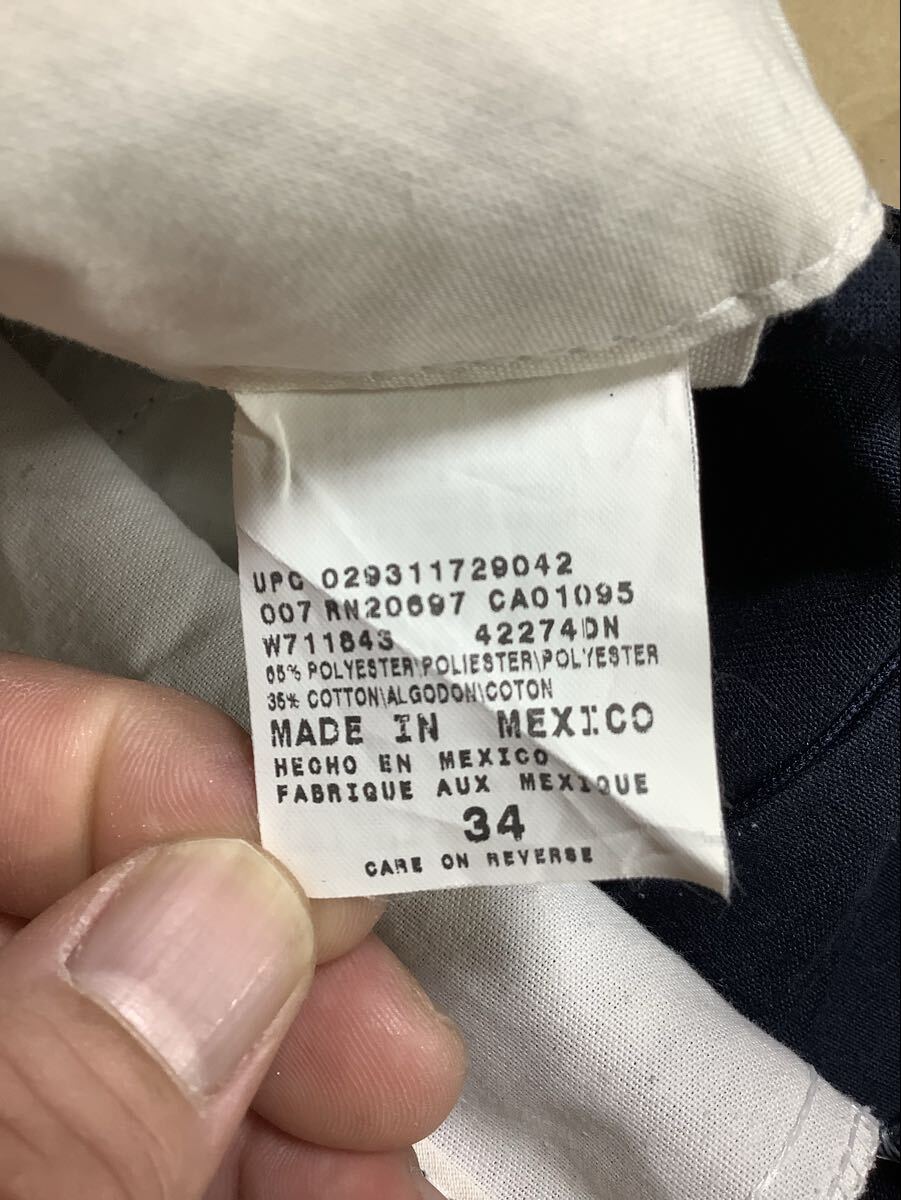 UPC 029311729042
007 RN20697 CA01095
W711843 42274DN
65% POLYESTER\POLIESTER\POLYESTER
35% COTTON\ALGODON\COTON
MADE IN MEXICO
HECHO EN MEXICO
FABRIQUE AUX MEXIQUE
34
CARE ON REVERSE